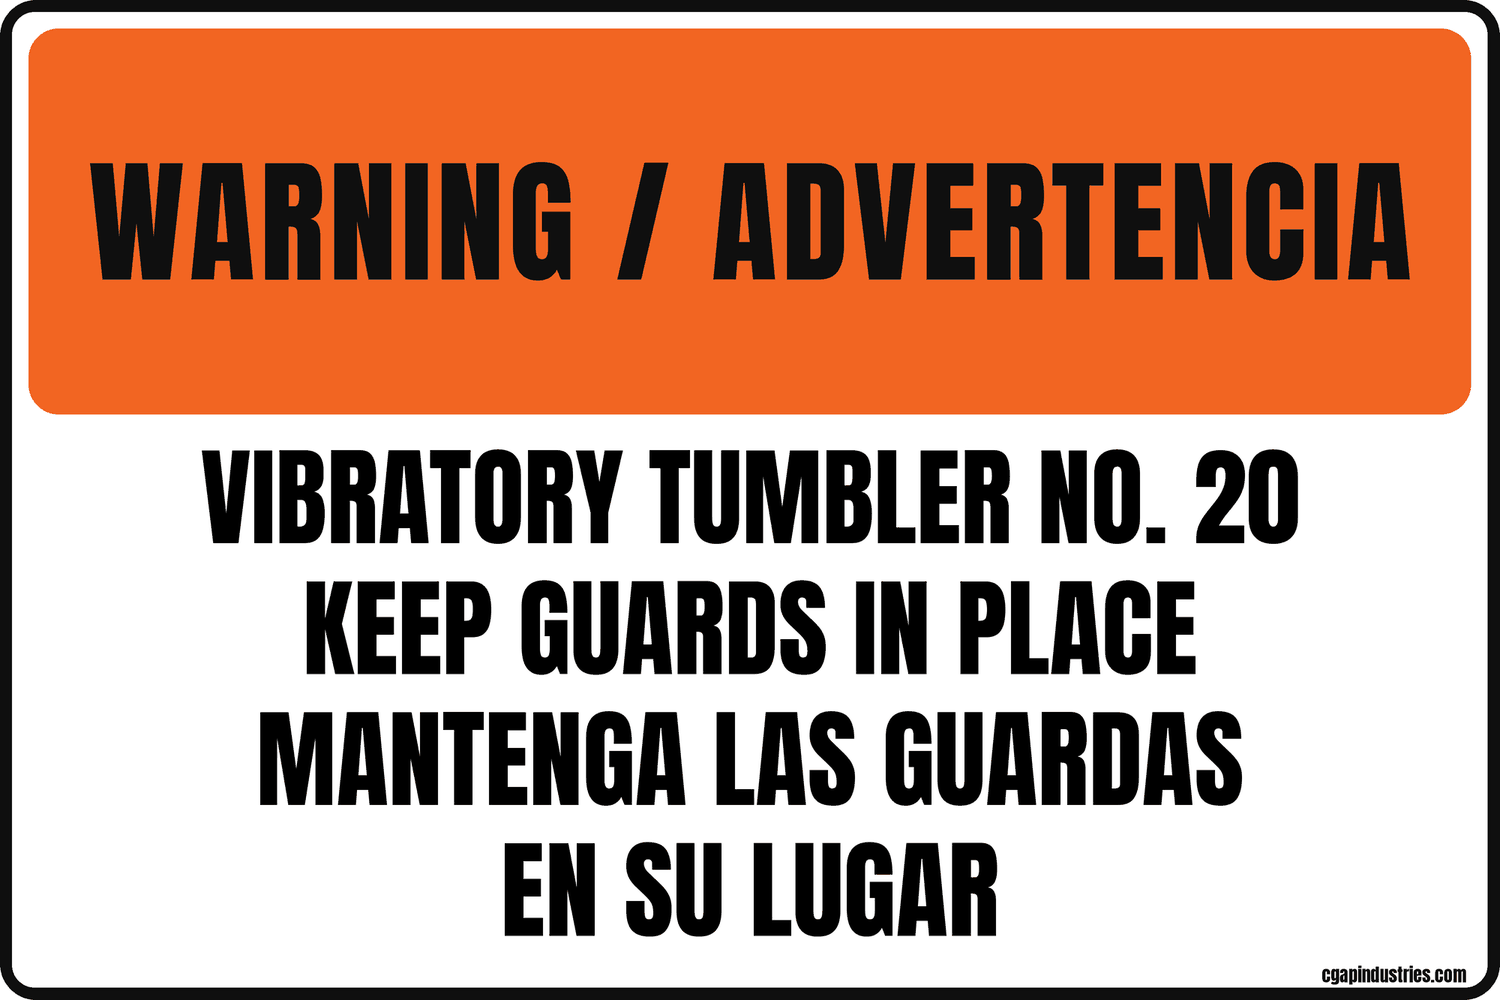 WARNING / ADVERTENCIA
VIBRATORY TUMBLER NO. 20
KEEP GUARDS IN PLACE
MANTENGA LAS GUARDAS
EN SU LUGAR
cgapindustries.com